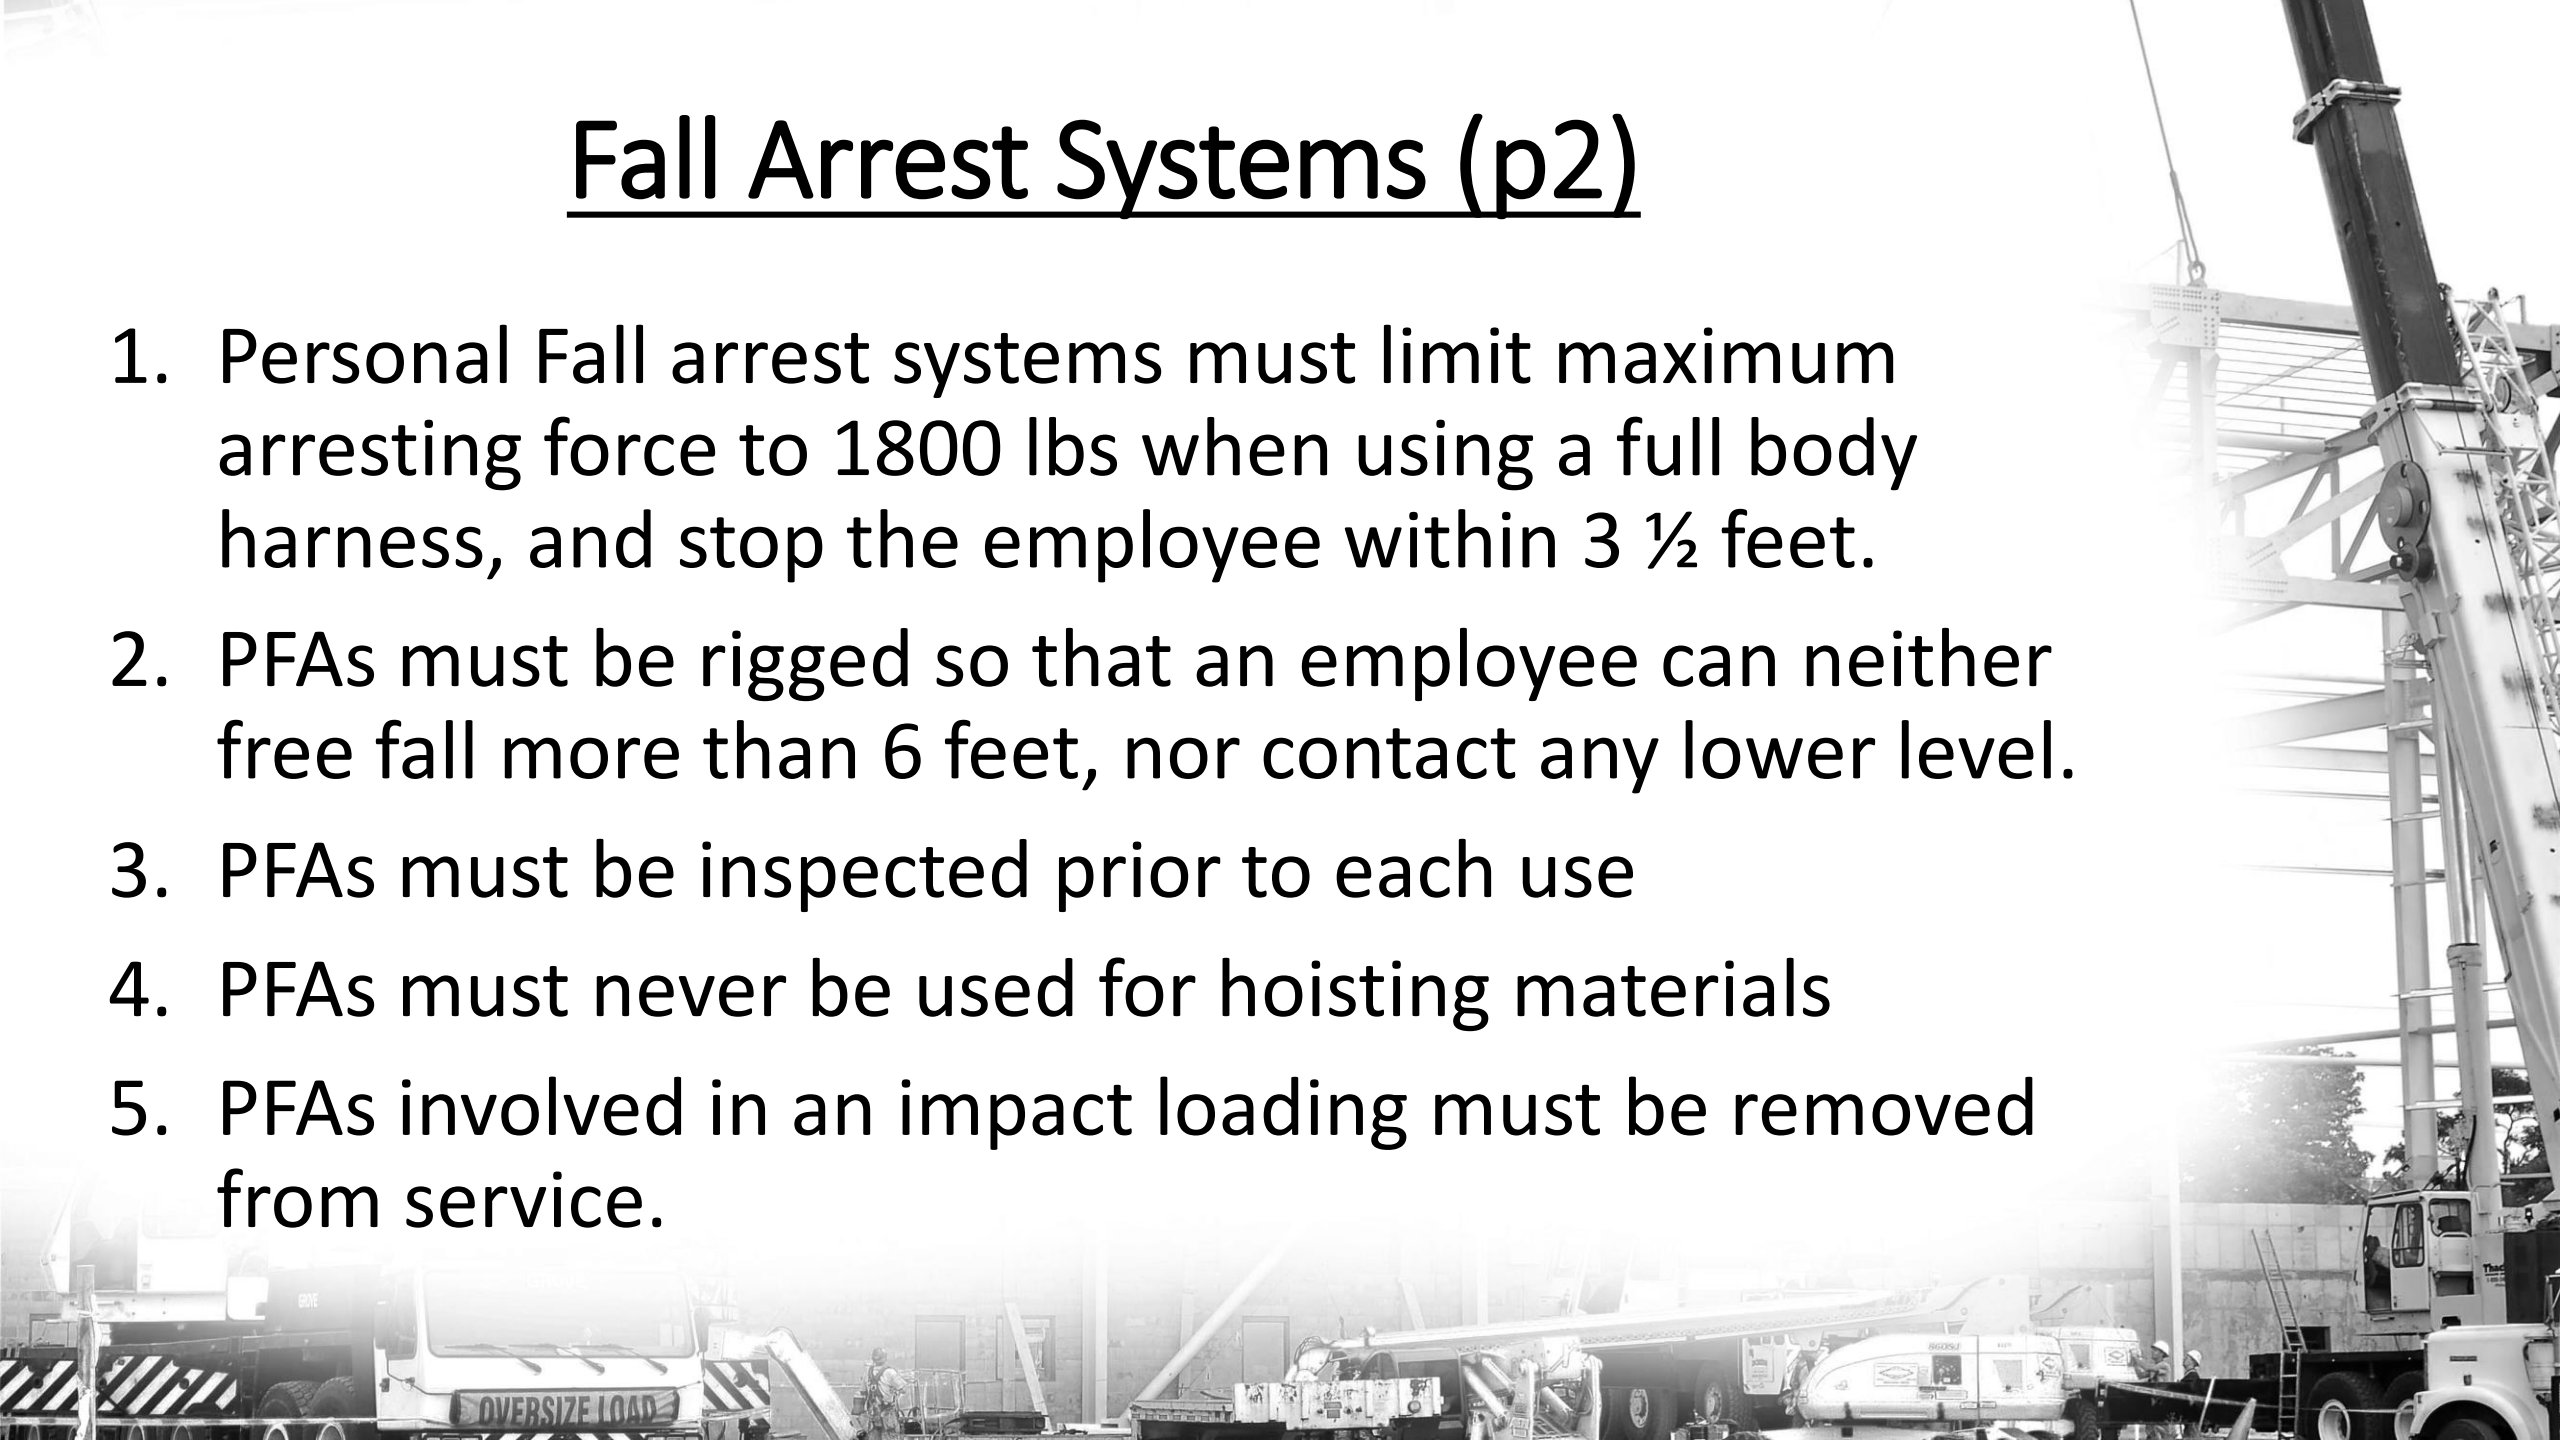 Fall Arrest Systems (p2)
1. Personal Fall arrest systems must limit maximum
arresting force to 1800 lbs when using a full body
harness, and stop the employee within 3 ½ feet.
2. PFAs must be rigged so that an employee can neither
free fall more than 6 feet, nor contact any lower level.
3. PFAs must be inspected prior to each use
4. PFAs must never be used for hoisting materials
5. PFAs involved in an impact loading must be removed
from service.
GROVE
OVERSIZE LOAD